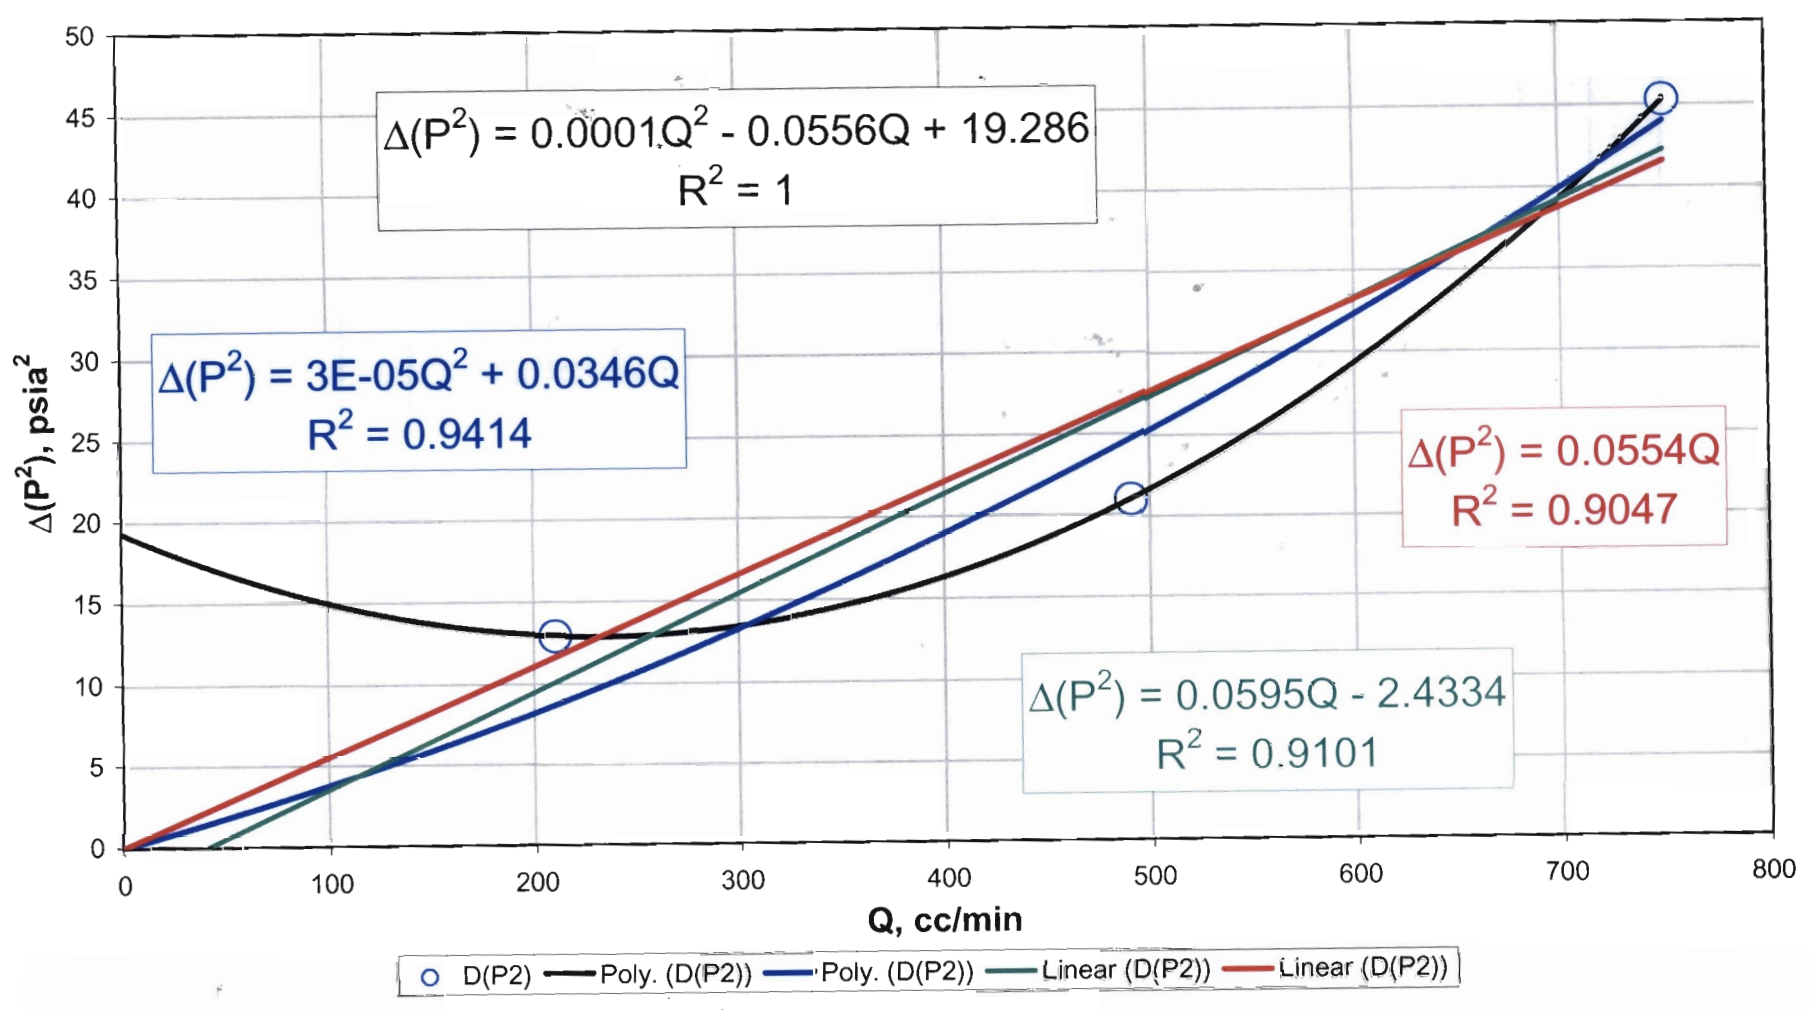 50
45
40
35
30
25
20
15
10
5
0
Δ(P²), psia²
Δ(P²) = 0.0001Q² - 0.0556Q + 19.286
R² = 1
Δ(P²) = 3E-05Q² + 0.0346Q
R² = 0.9414
Δ(P²) = 0.0554Q
R² = 0.9047
Δ(P²) = 0.0595Q - 2.4334
R² = 0.9101
0 100 200 300 400 500 600 700 800
Q, cc/min
D(P2) Poly. (D(P2)) Poly. (D(P2)) Linear (D(P2)) Linear (D(P2))